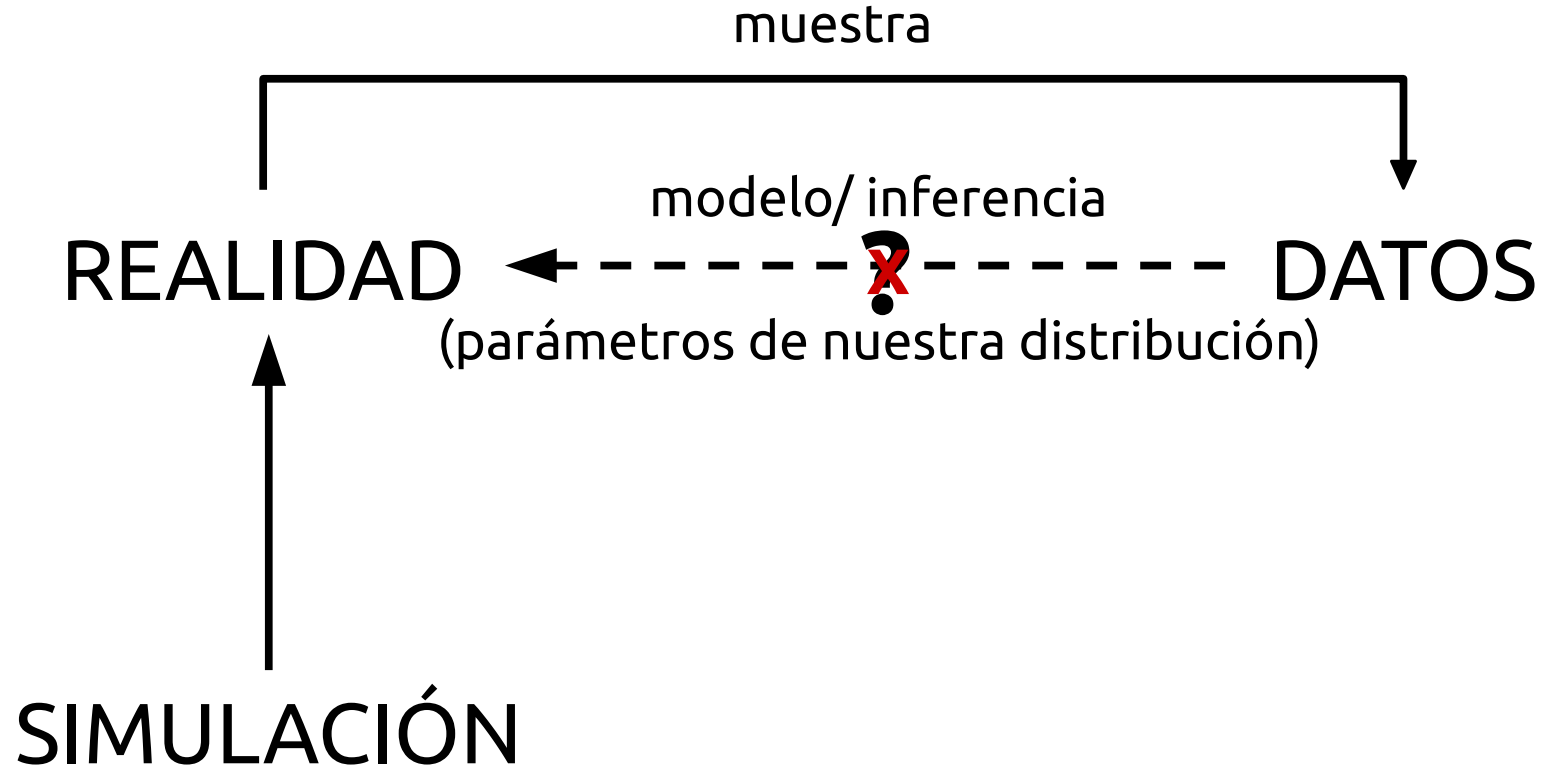 muestra
modelo/ inferencia
REALIDAD ? X DATOS
(parámetros de nuestra distribución)
SIMULACIÓN